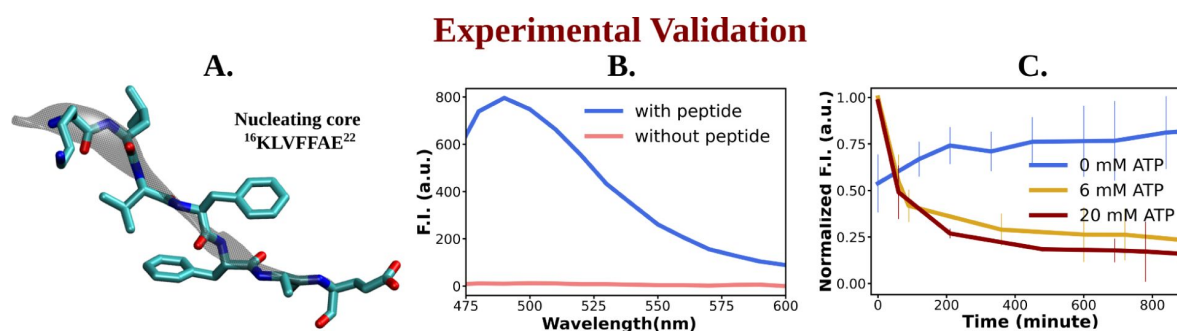 Experimental Validation
A.
Nucleating core
¹⁶KLVFFAE²²
B.
F.I. (a.u.)
800
600
400
200
0
with peptide
without peptide
475 500 525 550 575 600
Wavelength(nm)
C.
Normalized F.I. (a.u.)
1.00
0.75
0.50
0.25
0.00
0 mM ATP
6 mM ATP
20 mM ATP
0 200 400 600 800
Time (minute)